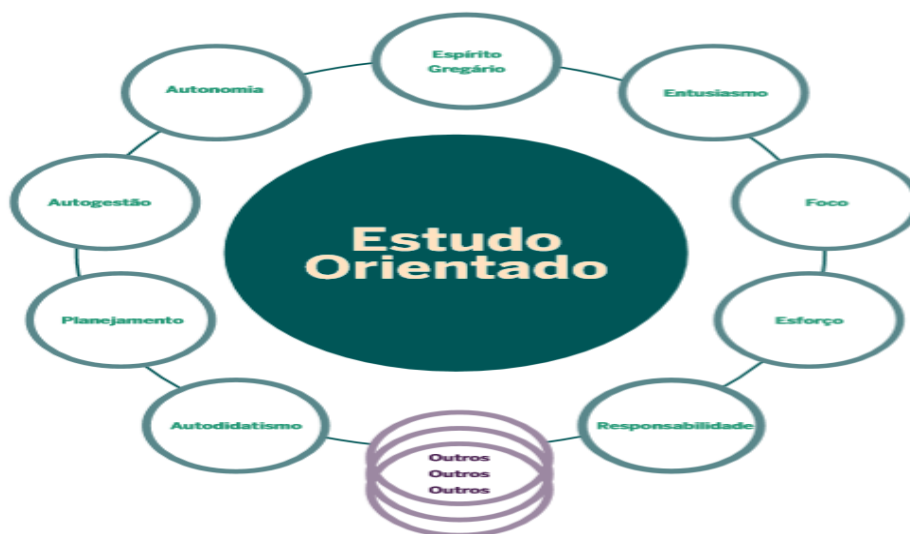 Espírito
Gregário
Autonomia
Entusiasmo
Autogestão
Foco
Estudo
Orientado
Planejamento
Esforço
Autodidatismo
Responsabilidade
Outros
Outros
Outros